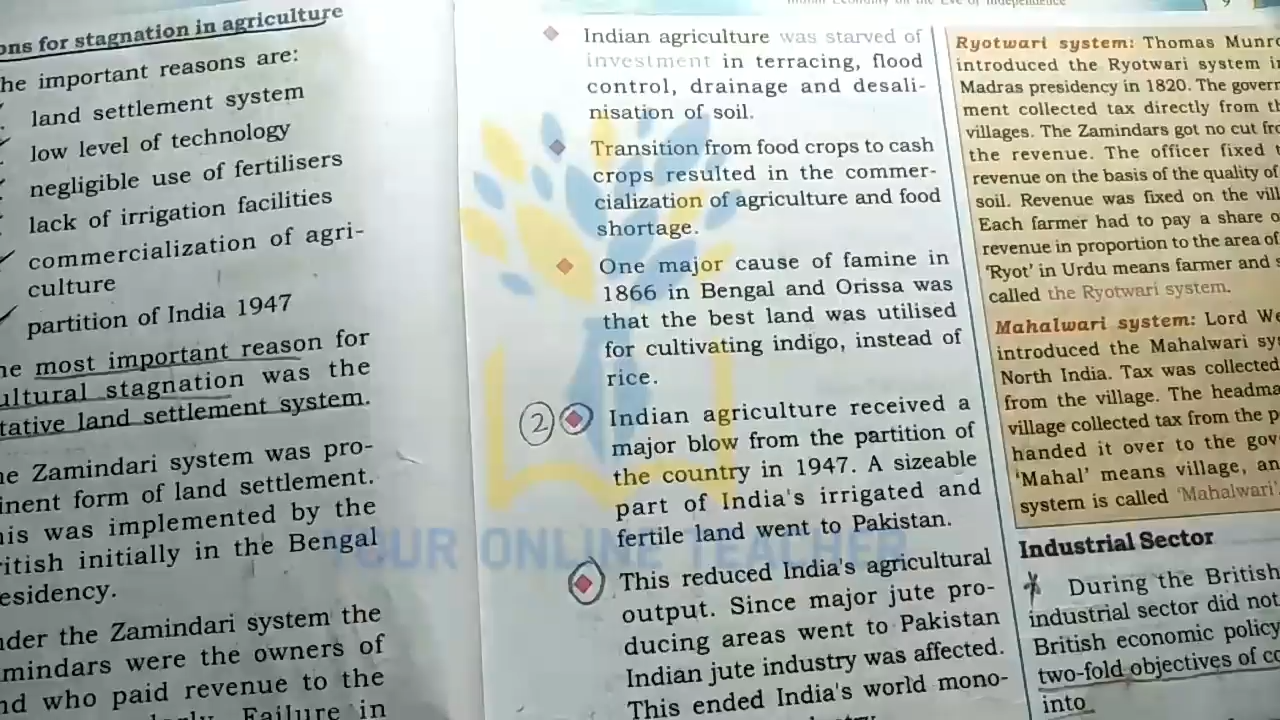 ons for stagnation in agriculture
he important reasons are:
land settlement system
low level of technology
negligible use of fertilisers
lack of irrigation facilities
commercialization of agri-
culture
partition of India 1947
he most important reason for
ultural stagnation was the
tative land settlement system.
he Zamindari system was pro-
inent form of land settlement.
his was implemented by the
ritish initially in the Bengal
esidency.
nder the Zamindari system the
mindars were the owners of
nd who paid revenue to the
Failure in
Indian agriculture was starved of
investment in terracing, flood
control, drainage and desali-
nisation of soil.
Transition from food crops to cash
crops resulted in the commer-
cialization of agriculture and food
shortage.
One major cause of famine in
1866 in Bengal and Orissa was
that the best land was utilised
for cultivating indigo, instead of
rice.
2 Indian agriculture received a
major blow from the partition of
the country in 1947. A sizeable
part of India's irrigated and
fertile land went to Pakistan.
This reduced India's agricultural
output. Since major jute pro-
ducing areas went to Pakistan
Indian jute industry was affected.
This ended India's world mono-
Indian Economy on the Eve of Independence 9
Ryotwari system: Thomas Munro
introduced the Ryotwari system in
Madras presidency in 1820. The govern
ment collected tax directly from th
villages. The Zamindars got no cut fro
the revenue. The officer fixed t
revenue on the basis of the quality of
soil. Revenue was fixed on the vill
Each farmer had to pay a share o
revenue in proportion to the area of
'Ryot' in Urdu means farmer and s
called the Ryotwari system.
Mahalwari system: Lord We
introduced the Mahalwari sys
North India. Tax was collected
from the village. The headma
village collected tax from the p
handed it over to the gov
'Mahal' means village, an
system is called 'Mahalwari'
Industrial Sector
During the British
industrial sector did not
British economic policy
two-fold objectives of co
into
YOUR ONLINE TEACHER